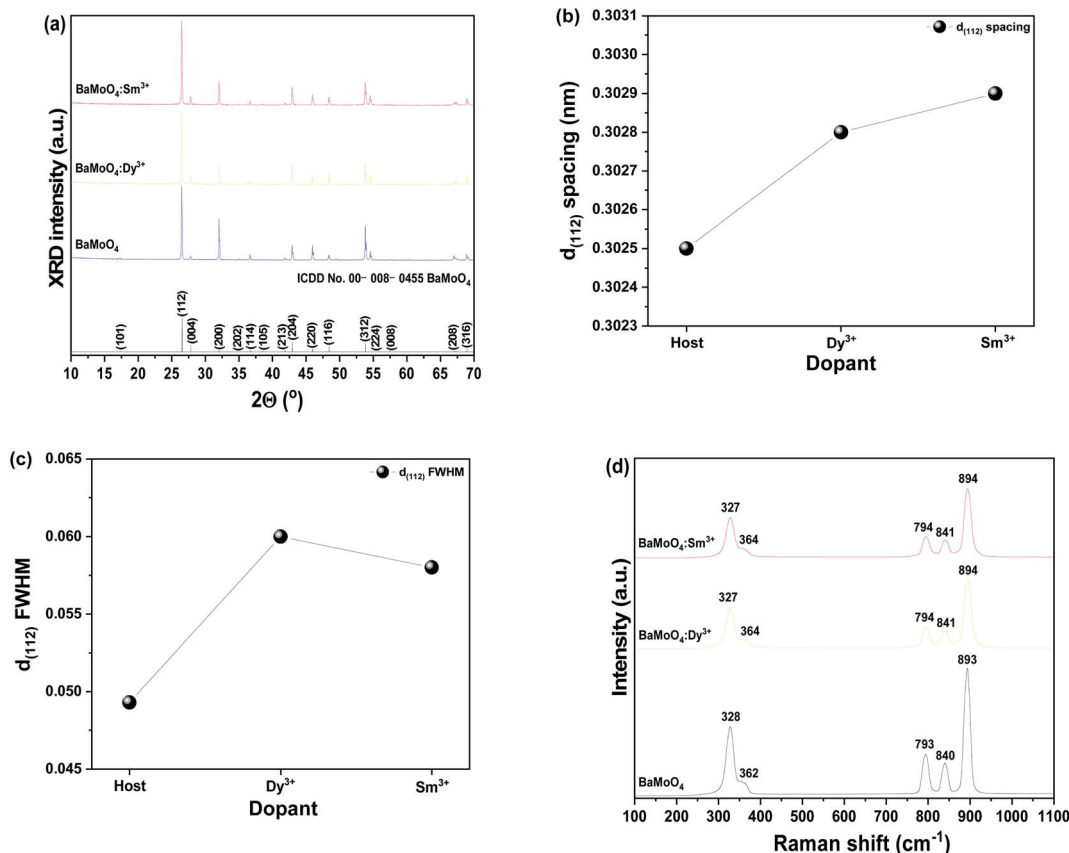 (a)
XRD intensity (a.u.)
BaMoO₄:Sm³⁺
BaMoO₄:Dy³⁺
BaMoO₄
ICDD No. 00- 008- 0455 BaMoO₄
(101)
(112)
(004)
(200)
(202)
(114)
(105)
(213)
(204)
(220)
(116)
(312)
(224)
(008)
(208)
(316)
10 15 20 25 30 35 40 45 50 55 60 65 70
2Θ (°)
(b)
d₍₁₁₂₎ spacing
d₍₁₁₂₎ spacing (nm)
0.3031
0.3030
0.3029
0.3028
0.3027
0.3026
0.3025
0.3024
0.3023
Host Dy³⁺ Sm³⁺
Dopant
(c)
d₍₁₁₂₎ FWHM
d₍₁₁₂₎ FWHM
0.065
0.060
0.055
0.050
0.045
Host Dy³⁺ Sm³⁺
Dopant
(d)
Intensity (a.u.)
BaMoO₄:Sm³⁺
327
364
794
841
894
BaMoO₄:Dy³⁺
327
364
794
841
894
BaMoO₄
328
362
793
840
893
100 200 300 400 500 600 700 800 900 1000 1100
Raman shift (cm⁻¹)